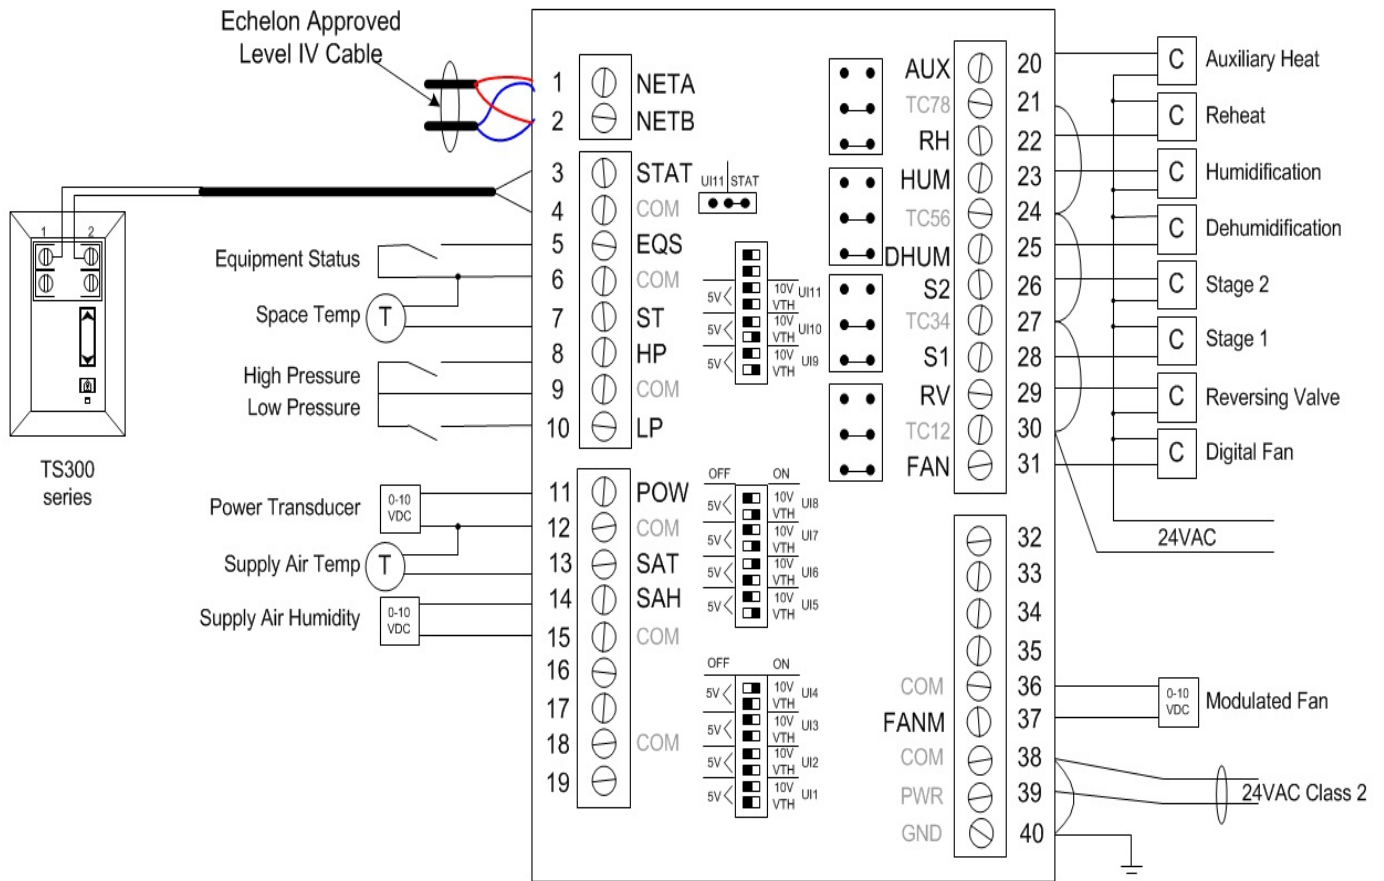 Echelon Approved
Level IV Cable
1 NETA
2 NETB
3 STAT
4 COM
5 EQS
6 COM
7 ST
8 HP
9 COM
10 LP
UI11 STAT
1 2
TS300
series
Equipment Status
Space Temp
T
High Pressure
Low Pressure
5V 10V UI11
VTH
5V 10V UI10
VTH
5V 10V UI9
VTH
11 POW
12 COM
13 SAT
14 SAH
15 COM
16
17
18 COM
19
Power Transducer
0-10
VDC
Supply Air Temp
T
Supply Air Humidity
0-10
VDC
OFF ON
5V 10V UI8
VTH
5V 10V UI7
VTH
5V 10V UI6
VTH
5V 10V UI5
VTH
OFF ON
5V 10V UI4
VTH
5V 10V UI3
VTH
5V 10V UI2
VTH
5V 10V UI1
VTH
AUX 20
TC78 21
RH 22
HUM 23
TC56 24
DHUM 25
S2 26
TC34 27
S1 28
RV 29
TC12 30
FAN 31
C Auxiliary Heat
C Reheat
C Humidification
C Dehumidification
C Stage 2
C Stage 1
C Reversing Valve
C Digital Fan
24VAC
32
33
34
35
COM 36
FANM 37
COM 38
PWR 39
GND 40
0-10
VDC
Modulated Fan
24VAC Class 2